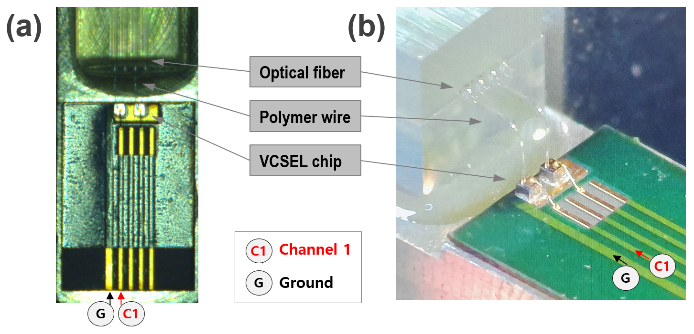 (a)
(b)
Optical fiber
Polymer wire
VCSEL chip
C1 Channel 1
G Ground
G C1
G C1